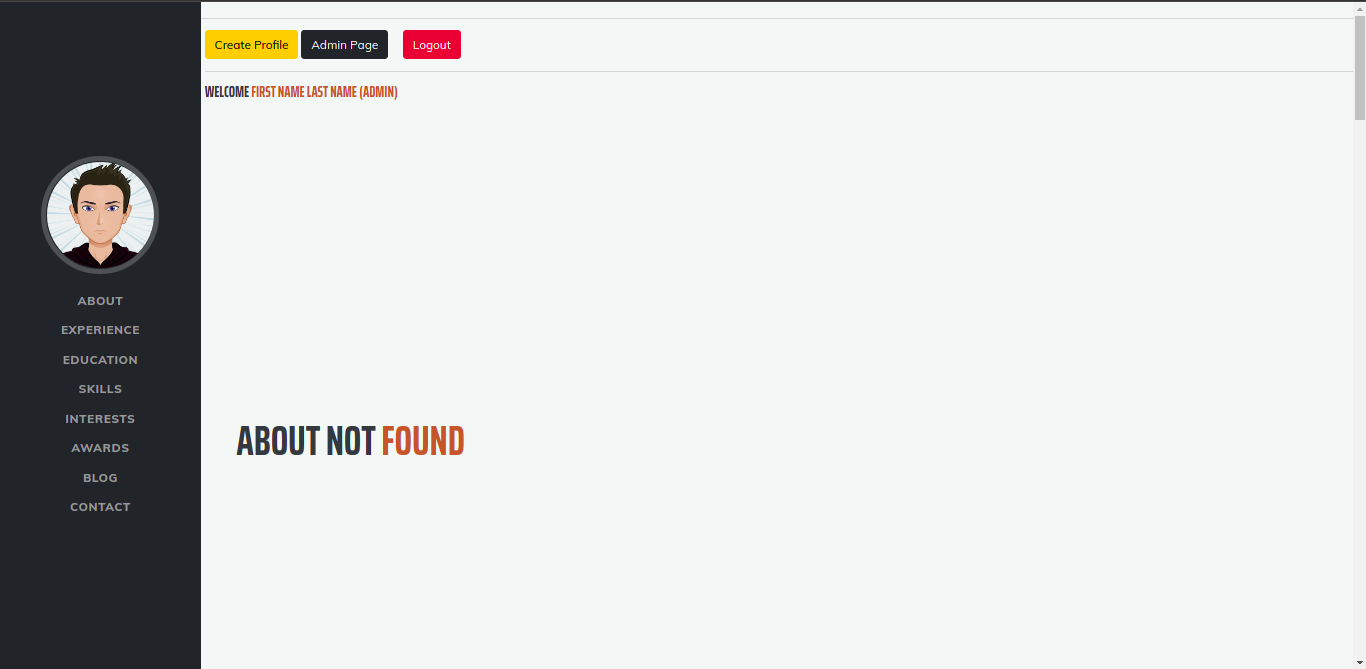 Create Profile Admin Page Logout
WELCOME FIRST NAME LAST NAME (ADMIN)
ABOUT
EXPERIENCE
EDUCATION
SKILLS
INTERESTS
AWARDS
BLOG
CONTACT
ABOUT NOT FOUND